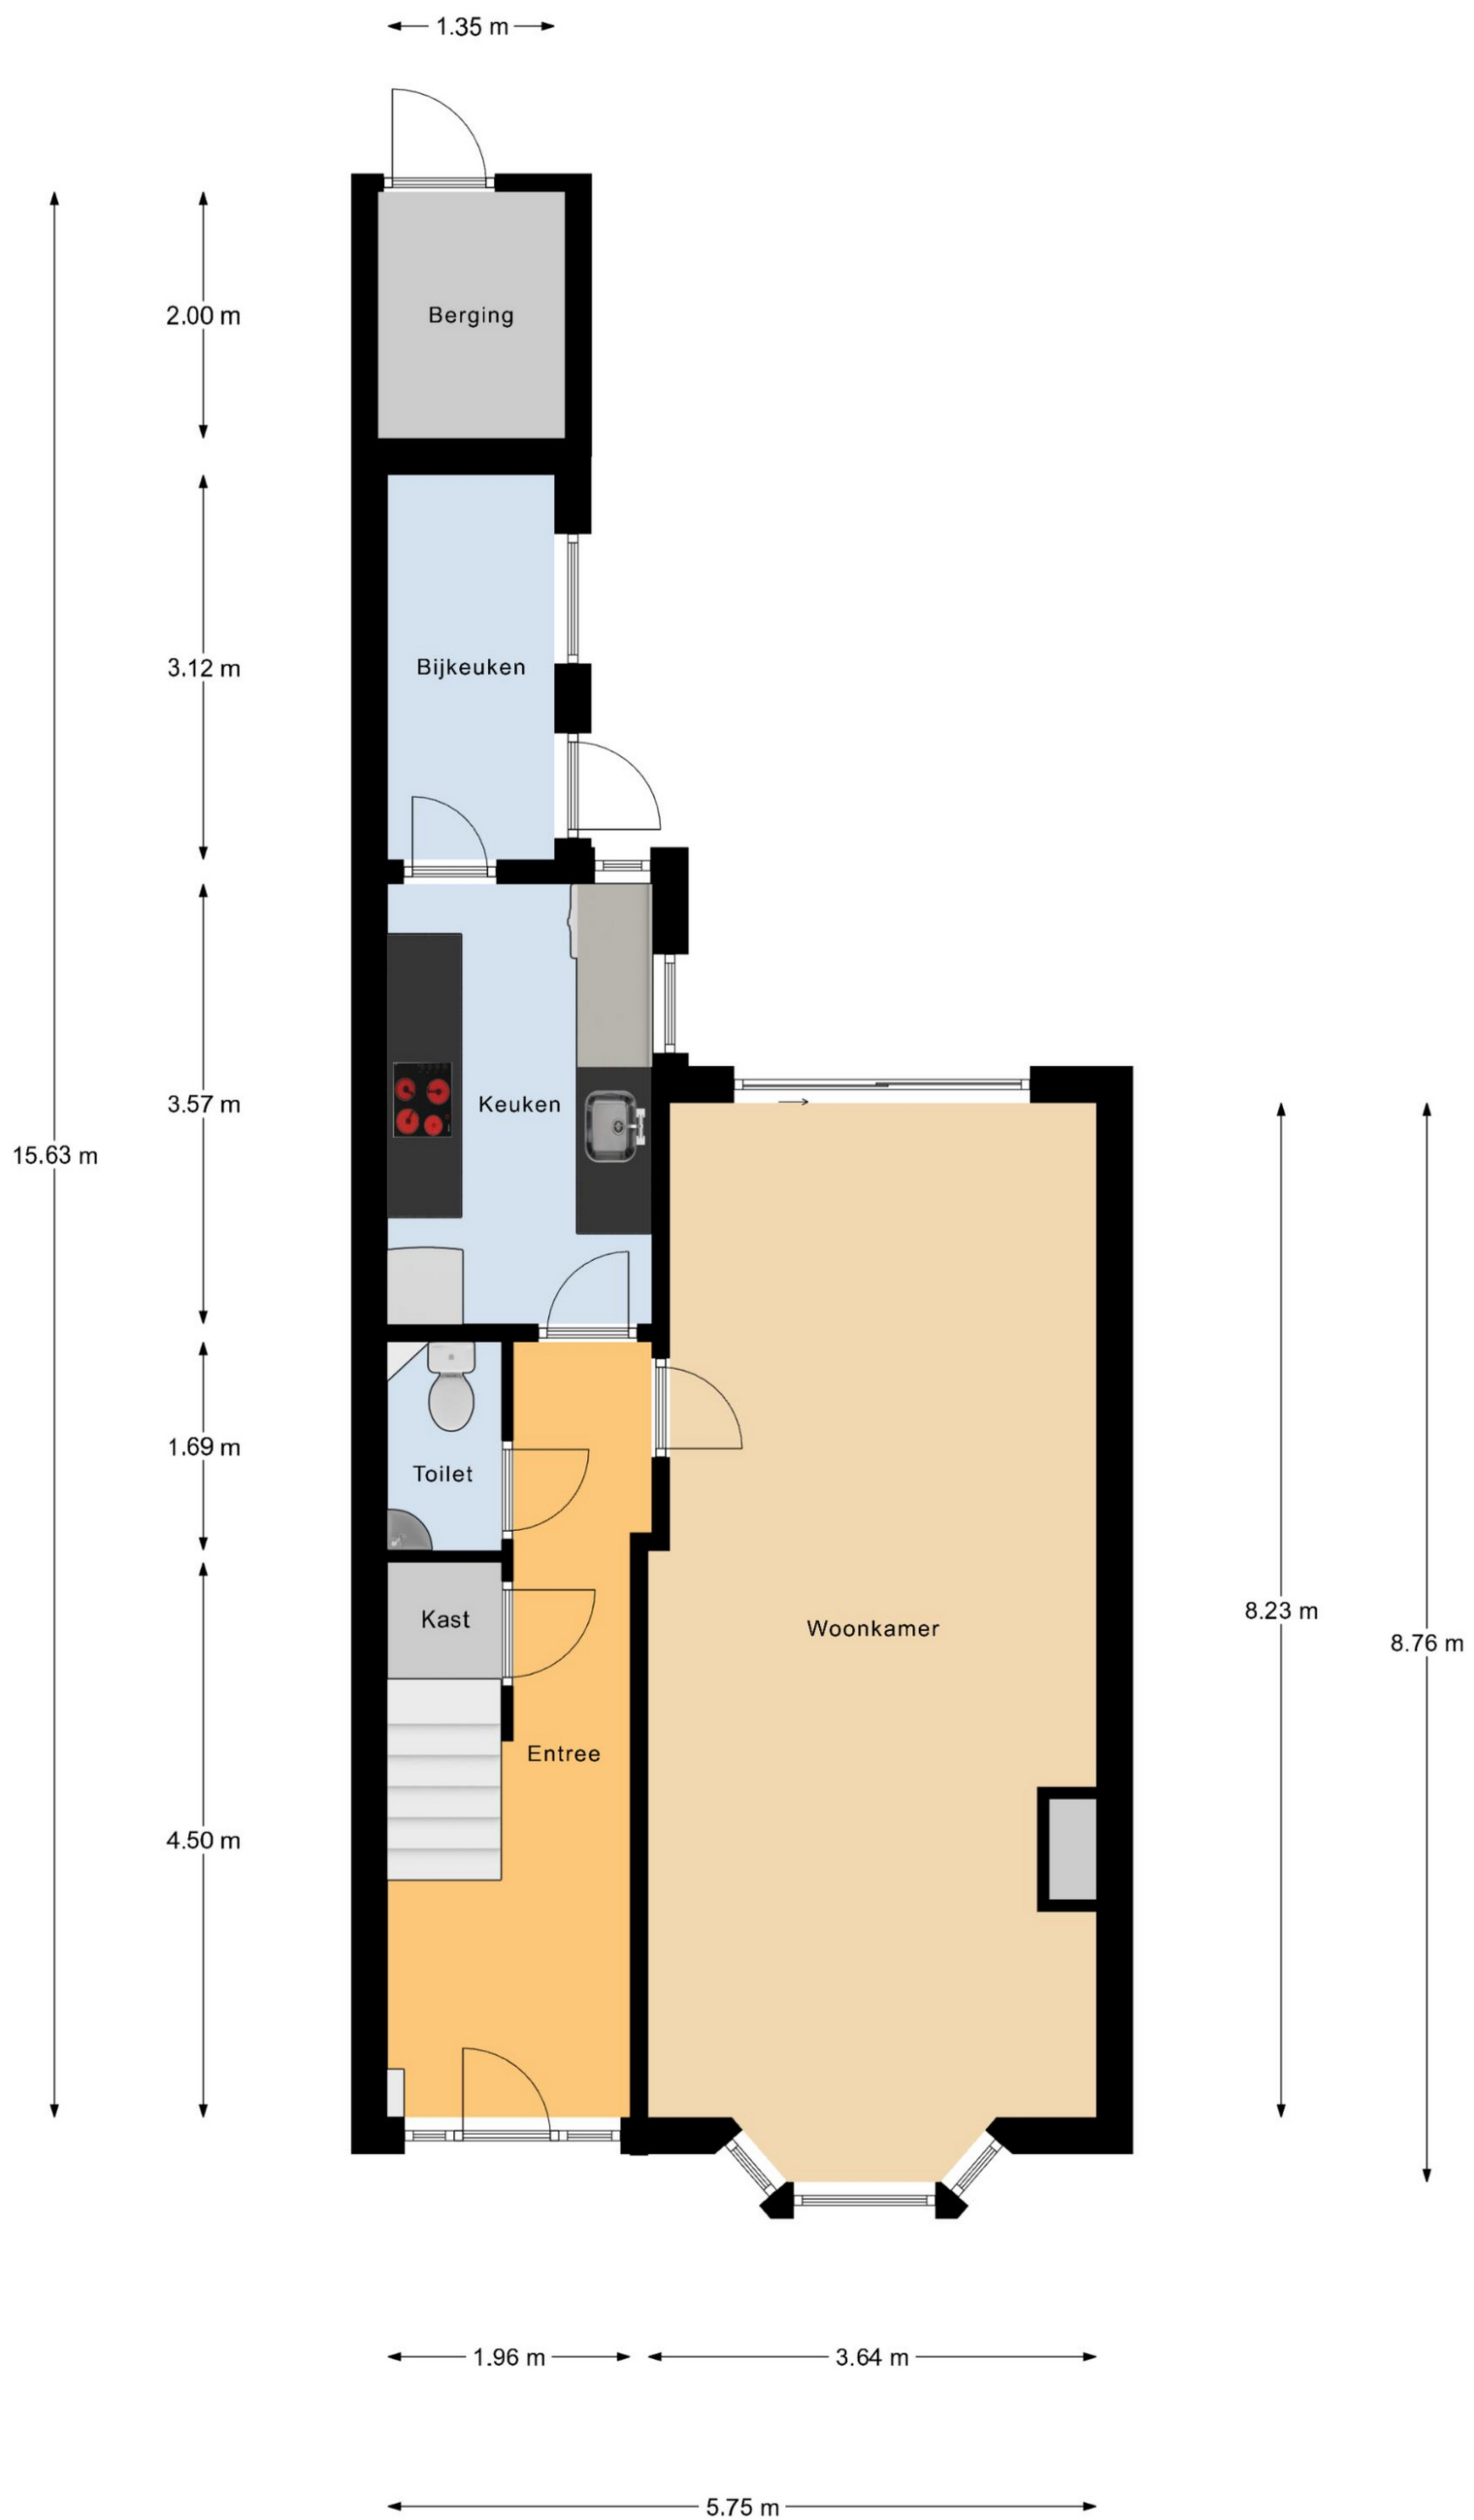 1.35 m
Berging
2.00 m
Bijkeuken
3.12 m
Keuken
3.57 m
15.63 m
Toilet
1.69 m
Kast
Woonkamer
8.23 m
8.76 m
Entree
4.50 m
1.96 m
3.64 m
5.75 m